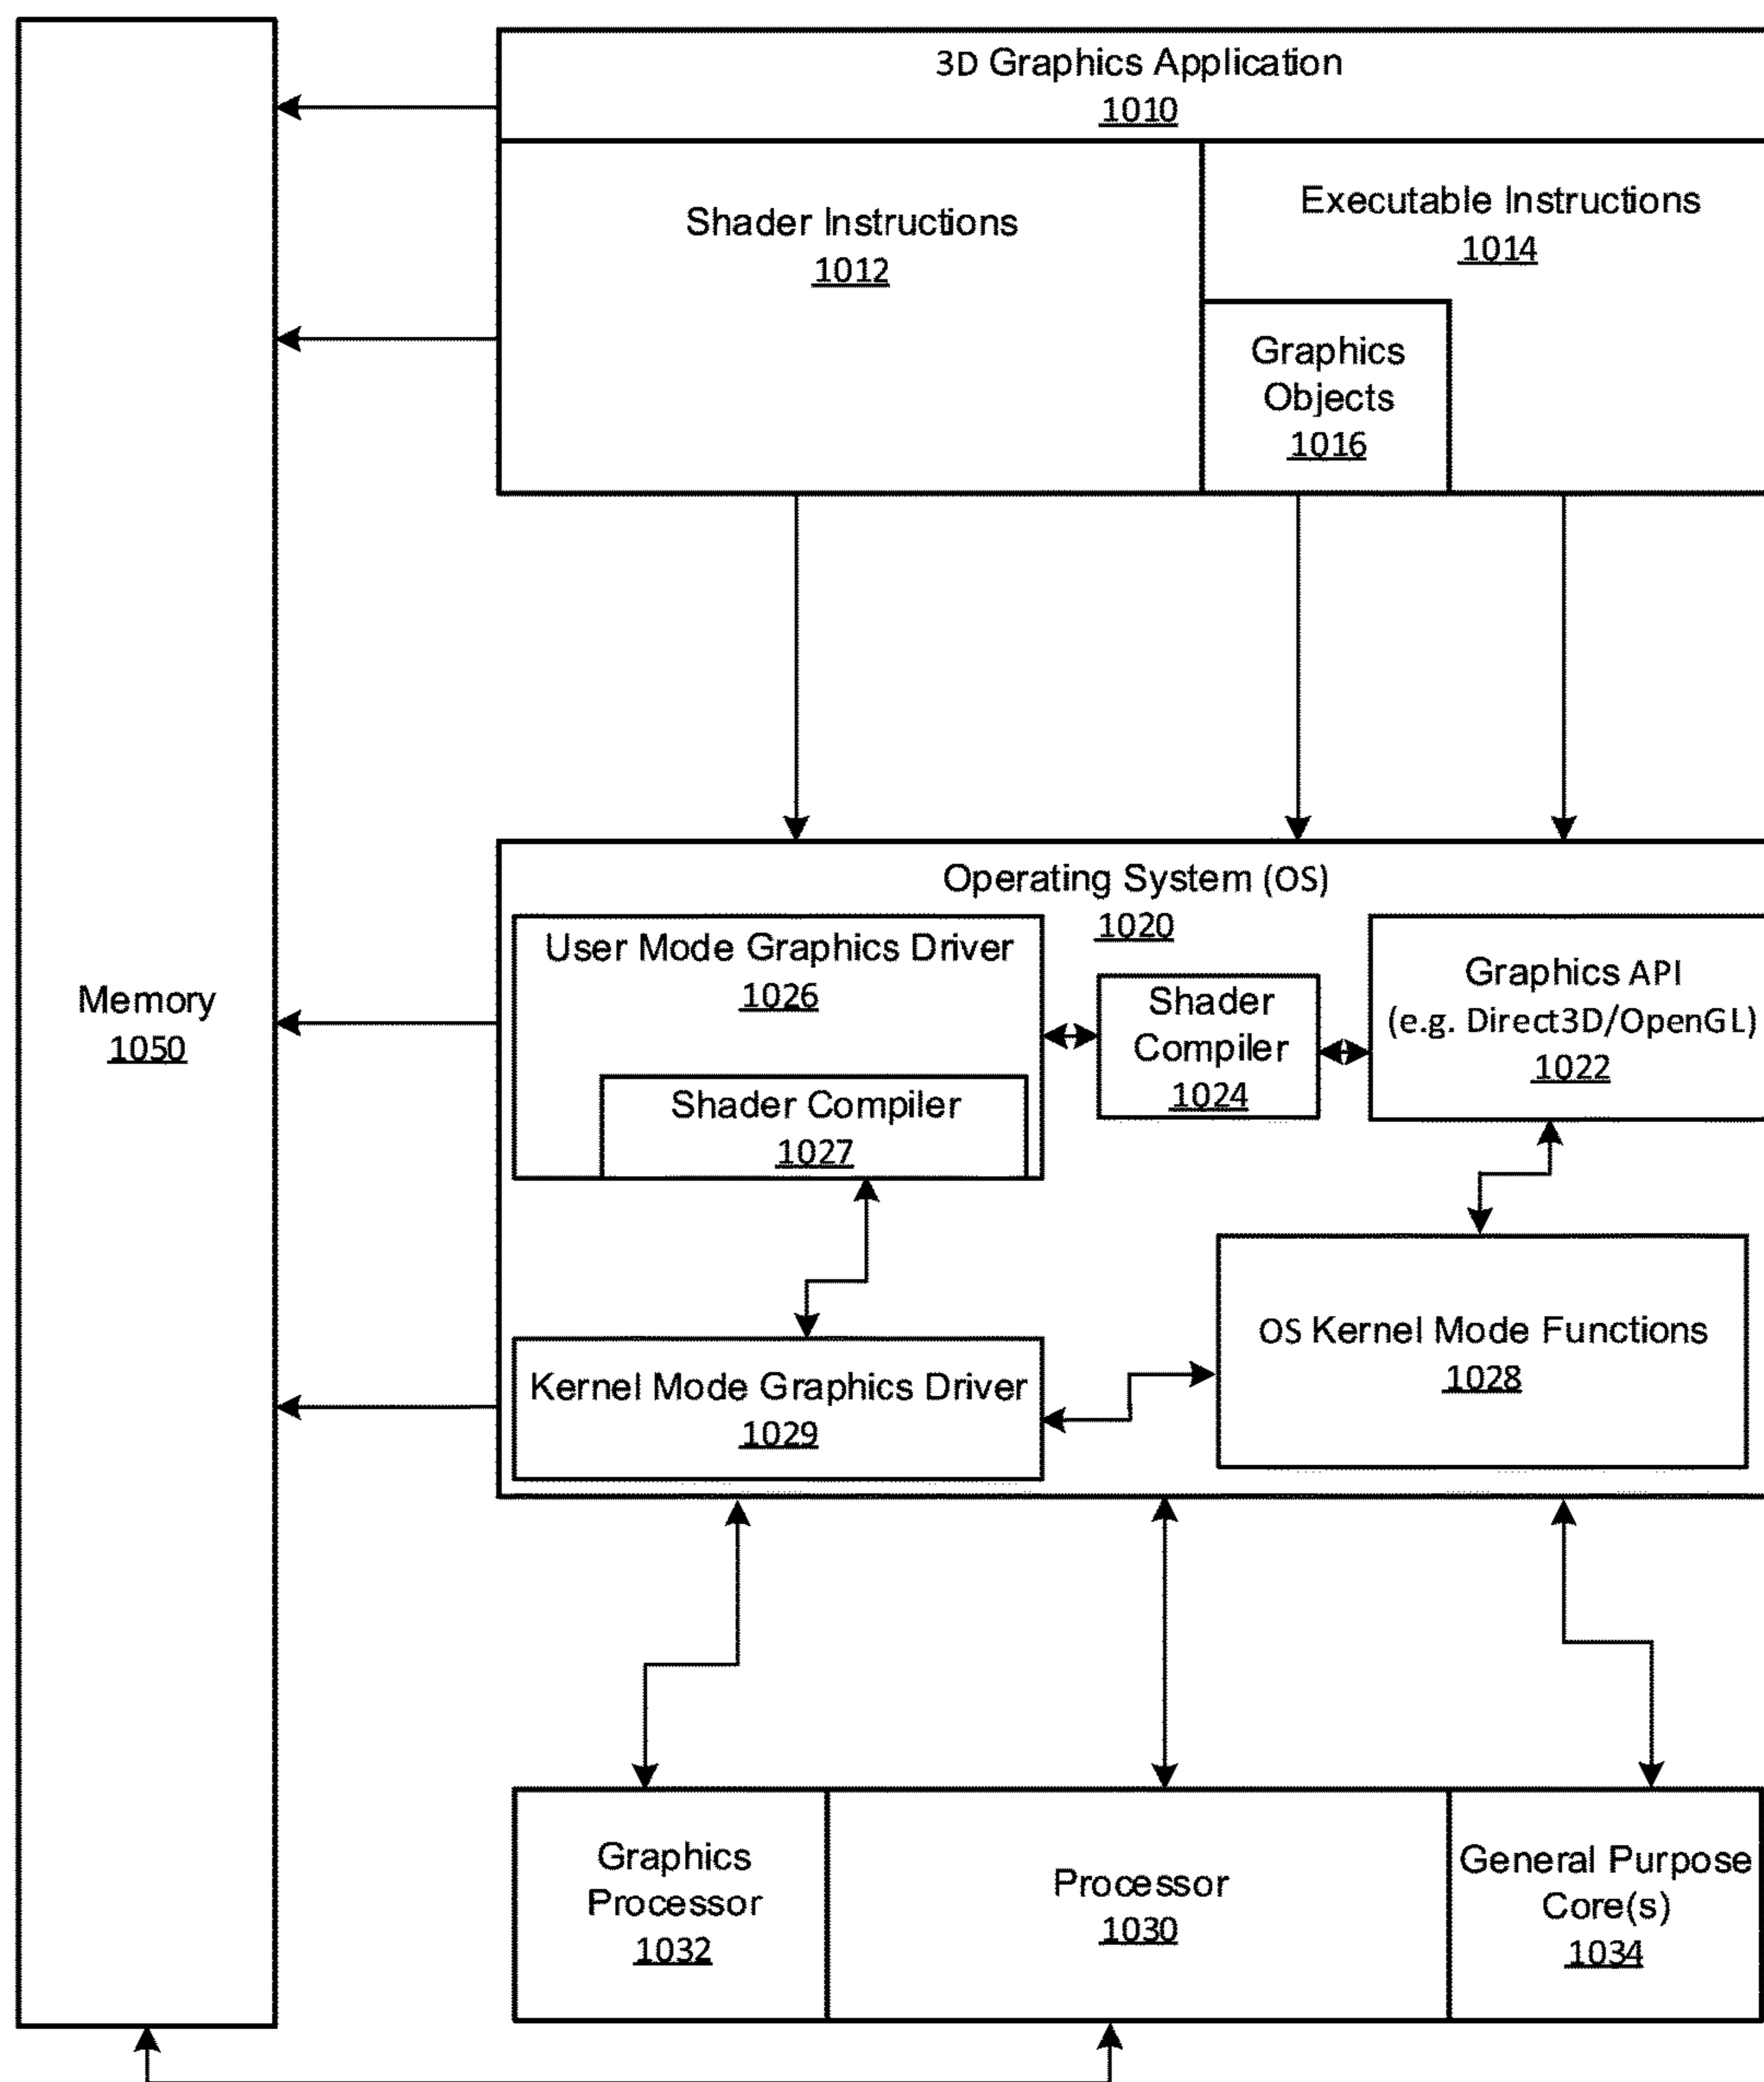 3D Graphics Application
1010
Shader Instructions
1012
Executable Instructions
1014
Graphics
Objects
1016
Memory
1050
Operating System (OS)
1020
User Mode Graphics Driver
1026
Shader Compiler
1027
Shader
Compiler
1024
Graphics API
(e.g. Direct3D/OpenGL)
1022
Kernel Mode Graphics Driver
1029
OS Kernel Mode Functions
1028
Graphics
Processor
1032
Processor
1030
General Purpose
Core(s)
1034